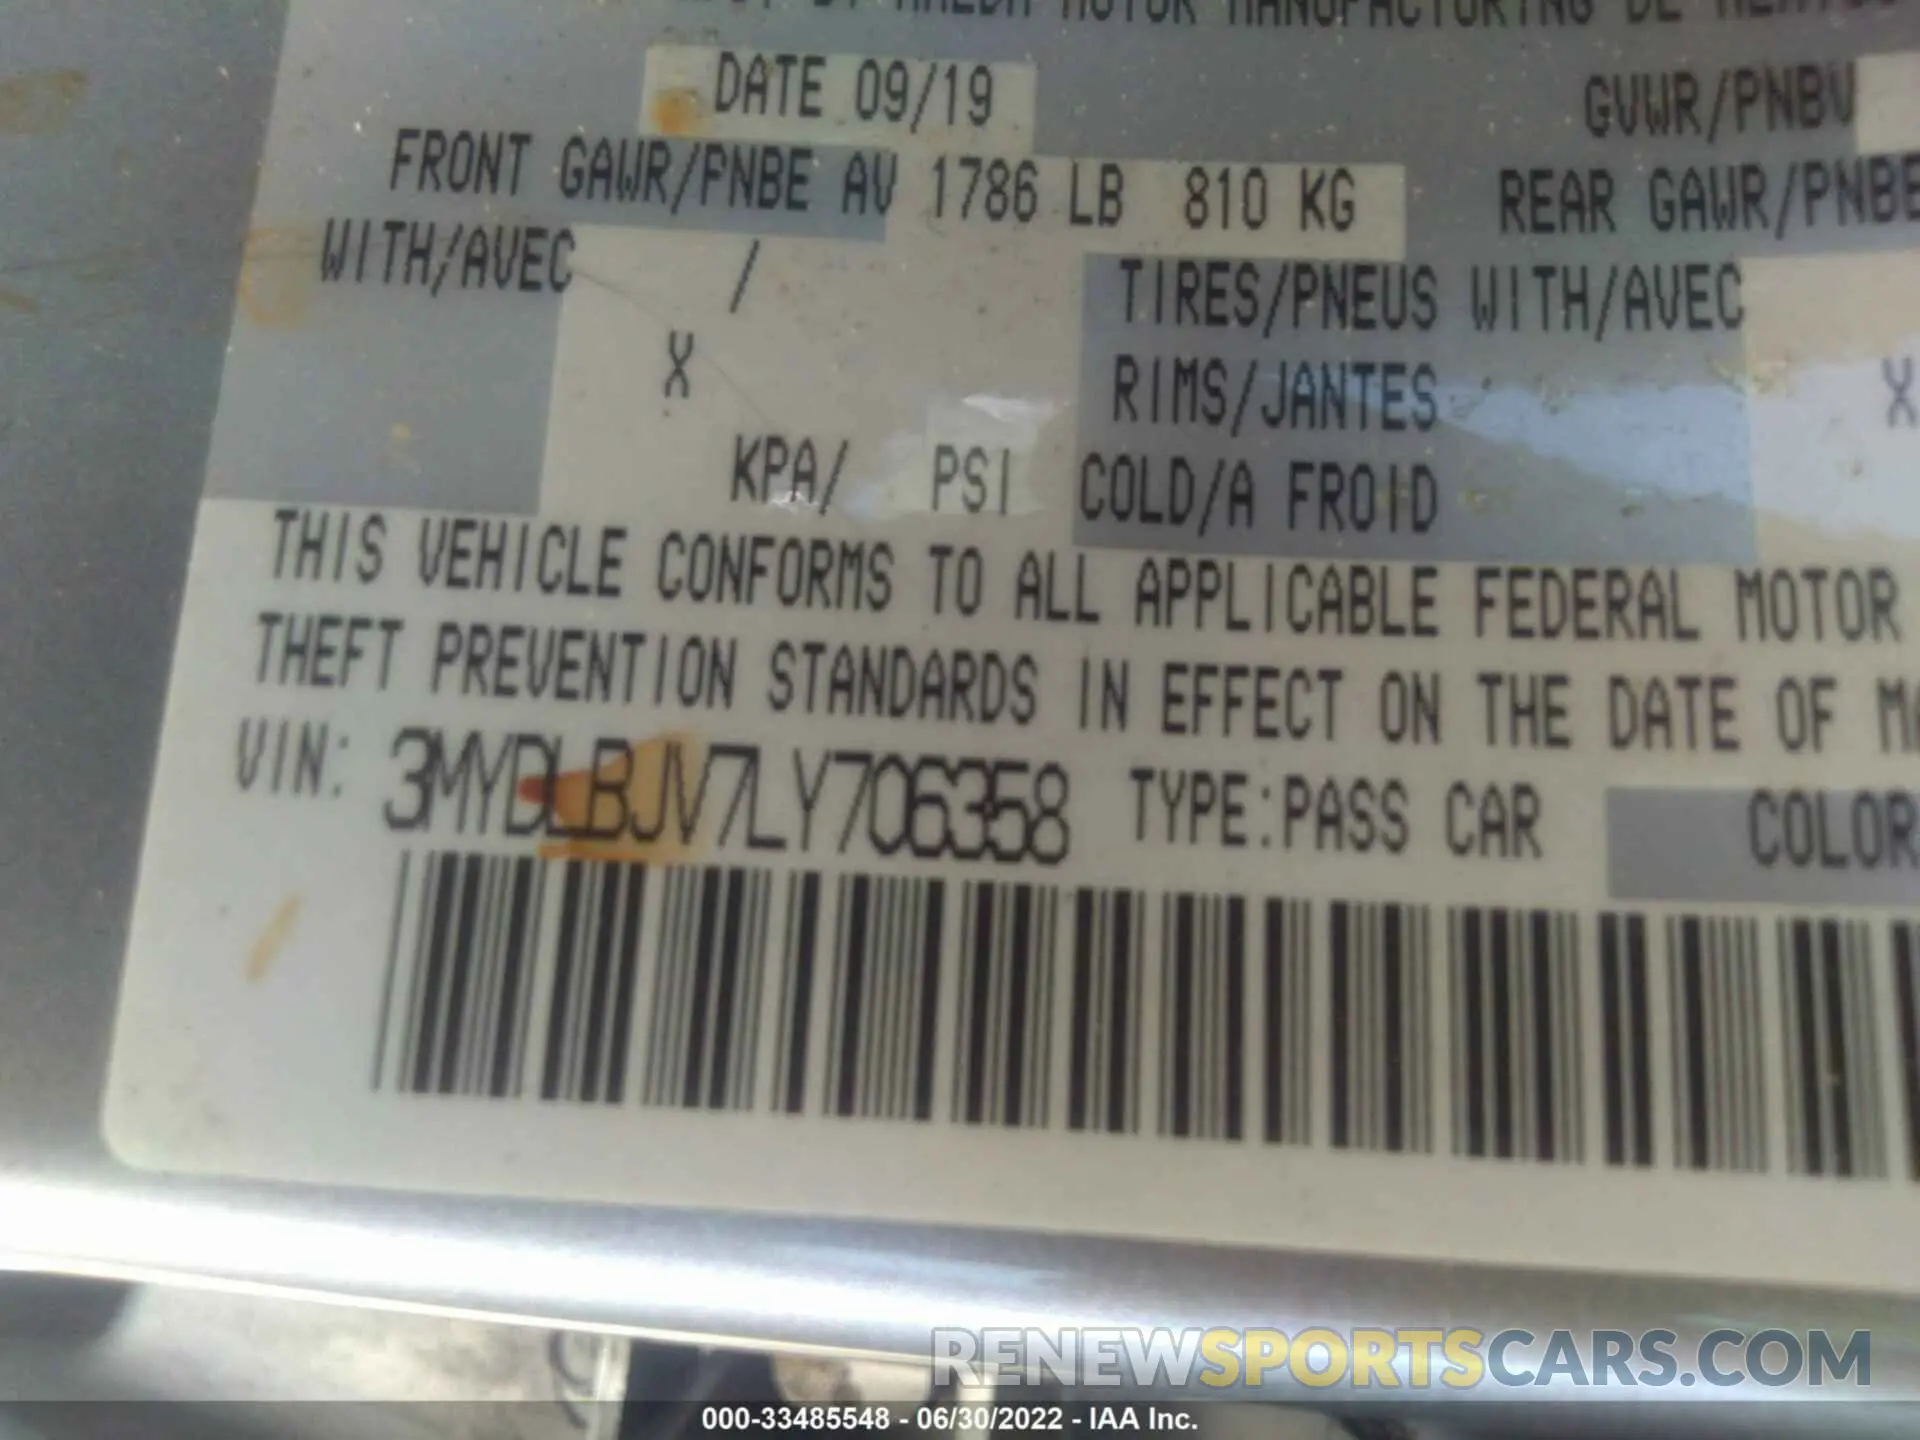 MOTOR MANUFACTURING DE
DATE 09/19 GVWR/PNBV
FRONT GAWR/PNBE AV 1786 LB 810 KG REAR GAWR/PNBE
WITH/AVEC / TIRES/PNEUS WITH/AVEC
X RIMS/JANTES X
KPA/ PSI COLD/A FROID
THIS VEHICLE CONFORMS TO ALL APPLICABLE FEDERAL MOTOR
THEFT PREVENTION STANDARDS IN EFFECT ON THE DATE OF
VIN: 3MYDLBJV7LY706358 TYPE:PASS CAR COLOR
RENEWSPORTSCARS.COM
000-33485548 - 06/30/2022 - IAA Inc.